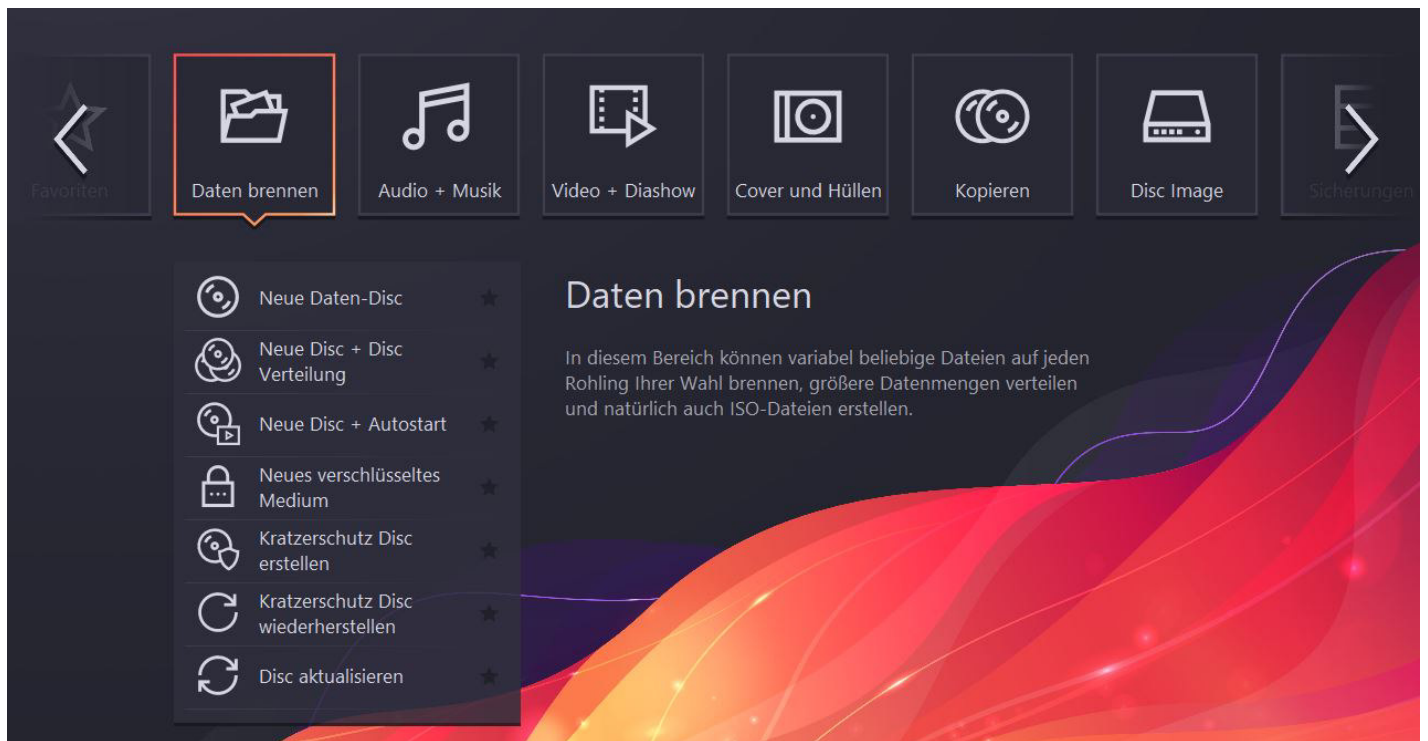 Favoriten
Daten brennen
Audio + Musik
Video + Diashow
Cover und Hüllen
Kopieren
Disc Image
Sicherungen
Neue Daten-Disc
Neue Disc + Disc
Verteilung
Neue Disc + Autostart
Neues verschlüsseltes
Medium
Kratzerschutz Disc
erstellen
Kratzerschutz Disc
wiederherstellen
Disc aktualisieren
Daten brennen
In diesem Bereich können variabel beliebige Dateien auf jeden
Rohling Ihrer Wahl brennen, größere Datenmengen verteilen
und natürlich auch ISO-Dateien erstellen.